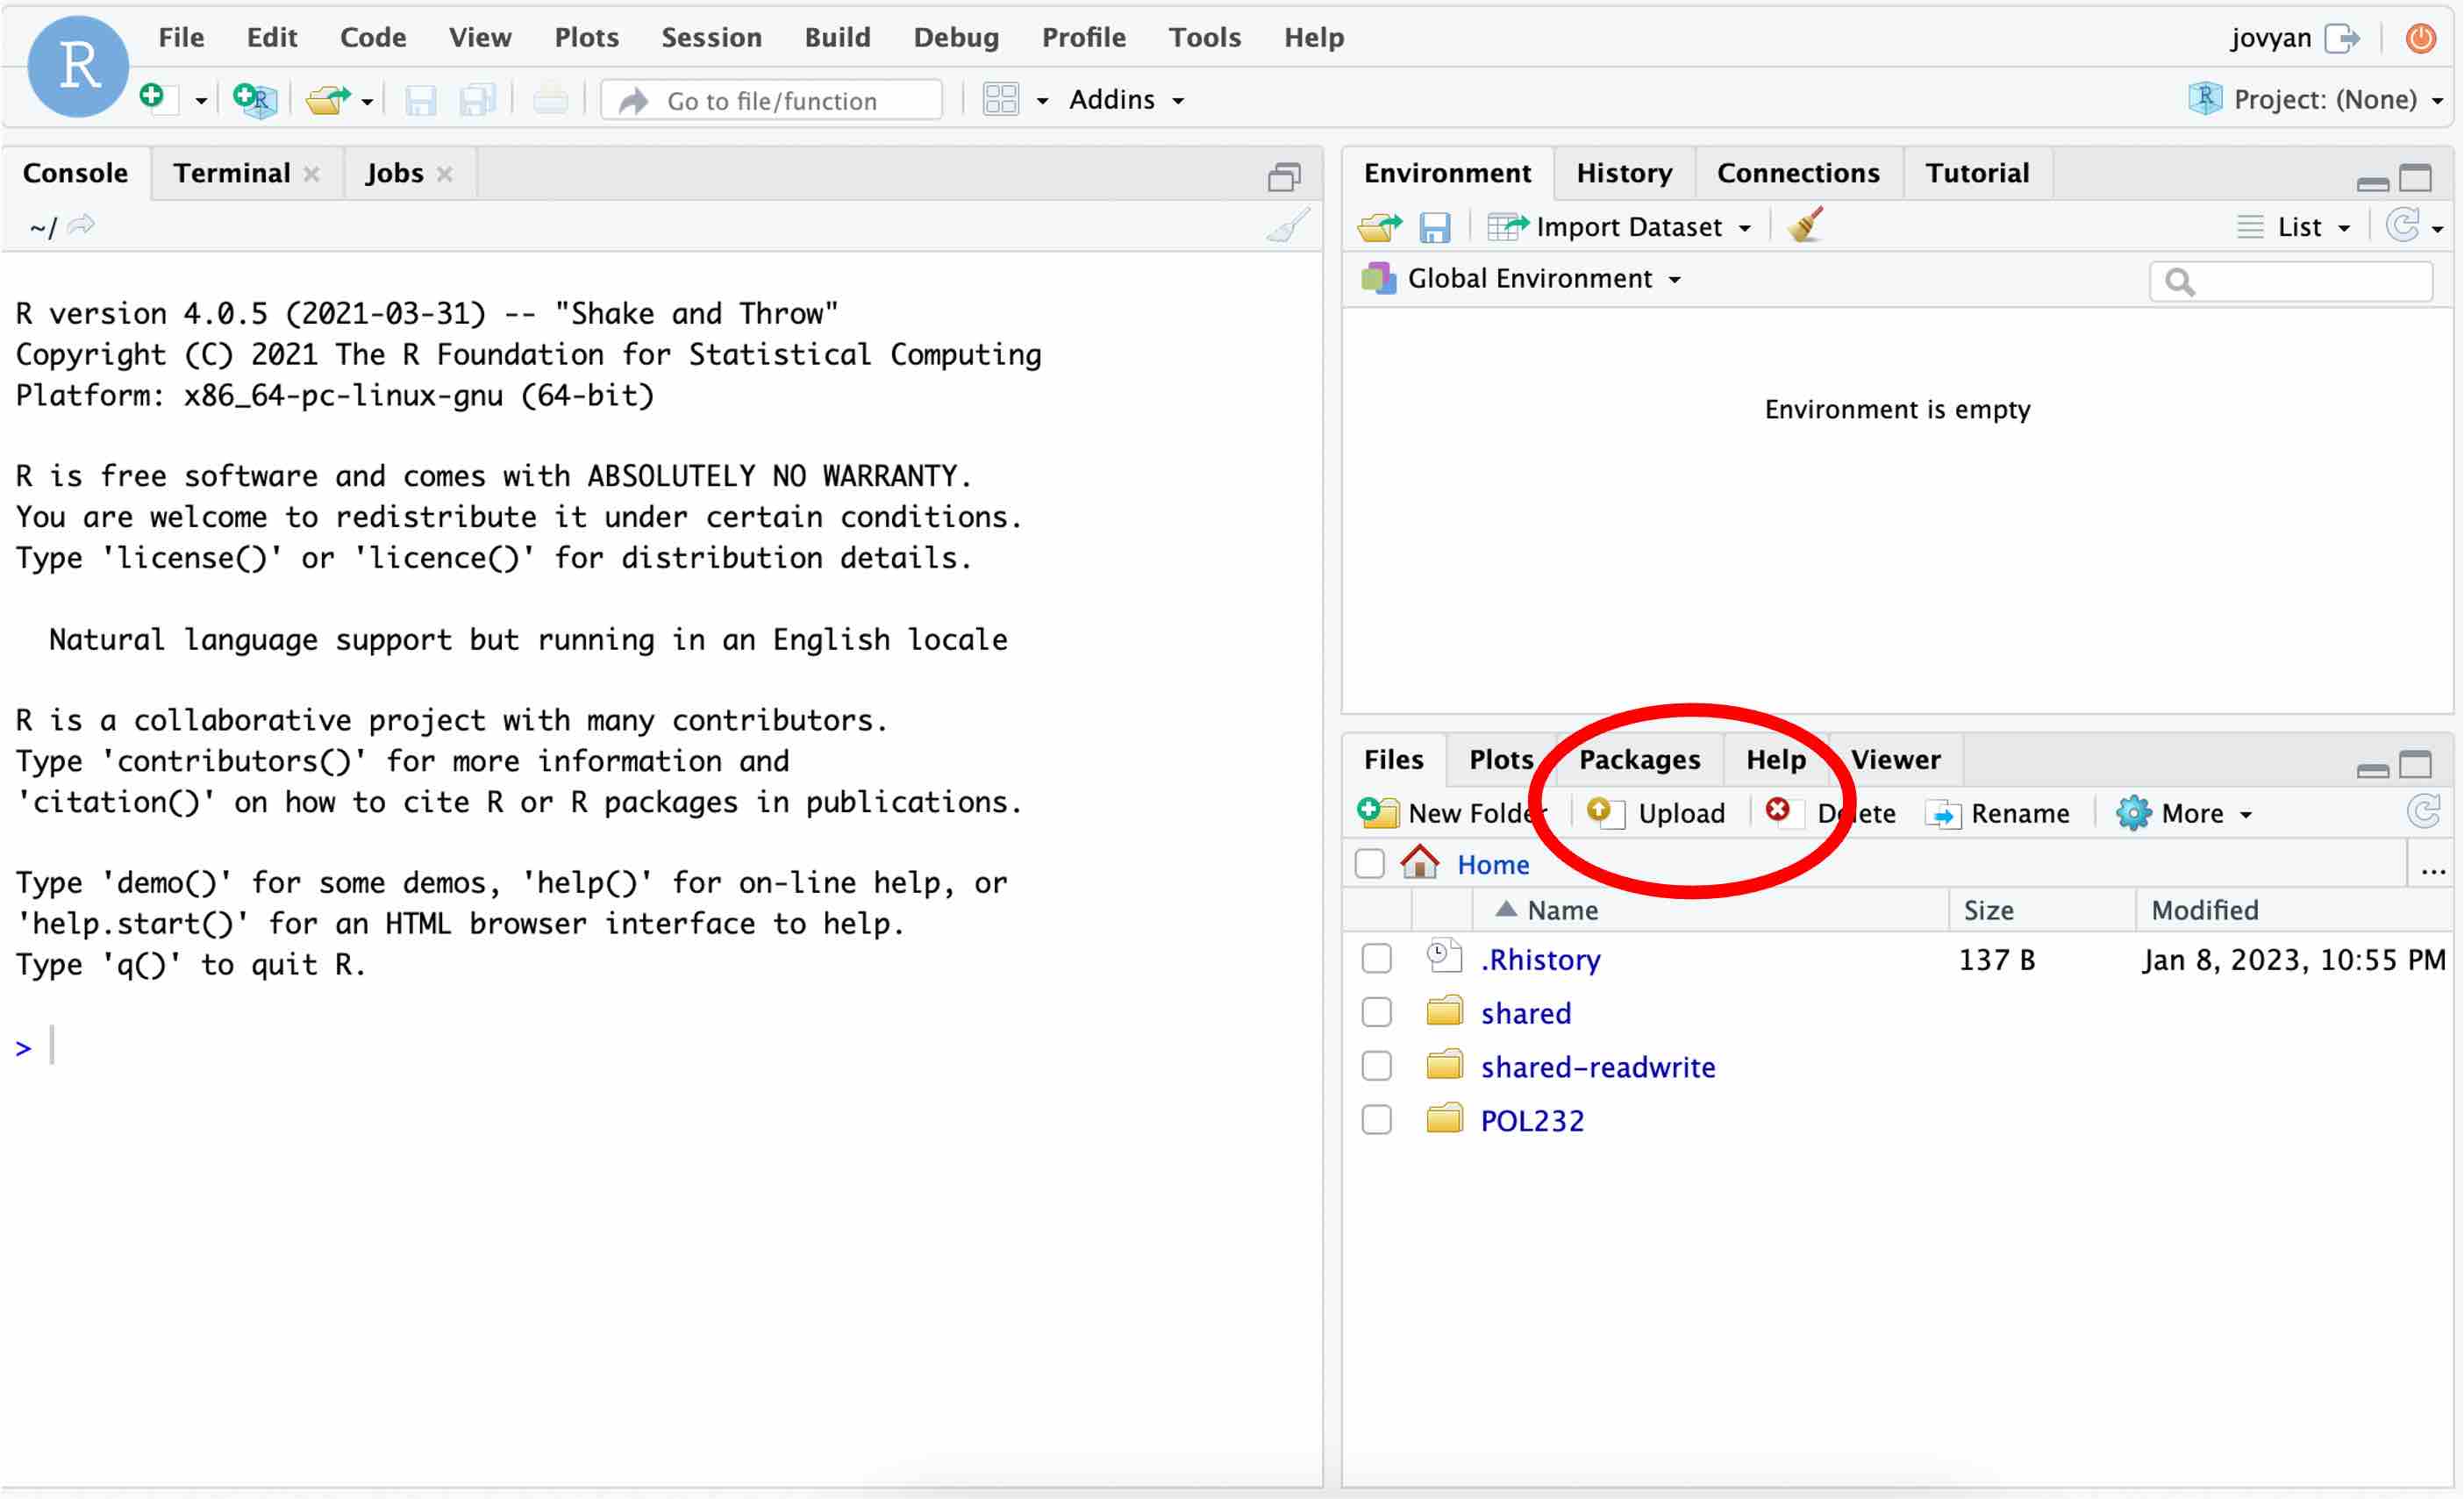 R File Edit Code View Plots Session Build Debug Profile Tools Help jovyan
Go to file/function Addins R Project: (None)
Console Terminal Jobs
~/
R version 4.0.5 (2021-03-31) -- "Shake and Throw"
Copyright (C) 2021 The R Foundation for Statistical Computing
Platform: x86_64-pc-linux-gnu (64-bit)
R is free software and comes with ABSOLUTELY NO WARRANTY.
You are welcome to redistribute it under certain conditions.
Type 'license()' or 'licence()' for distribution details.
Natural language support but running in an English locale
R is a collaborative project with many contributors.
Type 'contributors()' for more information and
'citation()' on how to cite R or R packages in publications.
Type 'demo()' for some demos, 'help()' for on-line help, or
'help.start()' for an HTML browser interface to help.
Type 'q()' to quit R.
>
Environment History Connections Tutorial
Import Dataset List
Global Environment
Environment is empty
Files Plots Packages Help Viewer
New Folder Upload Delete Rename More
Home ...
Name Size Modified
.Rhistory 137 B Jan 8, 2023, 10:55 PM
shared
shared-readwrite
POL232